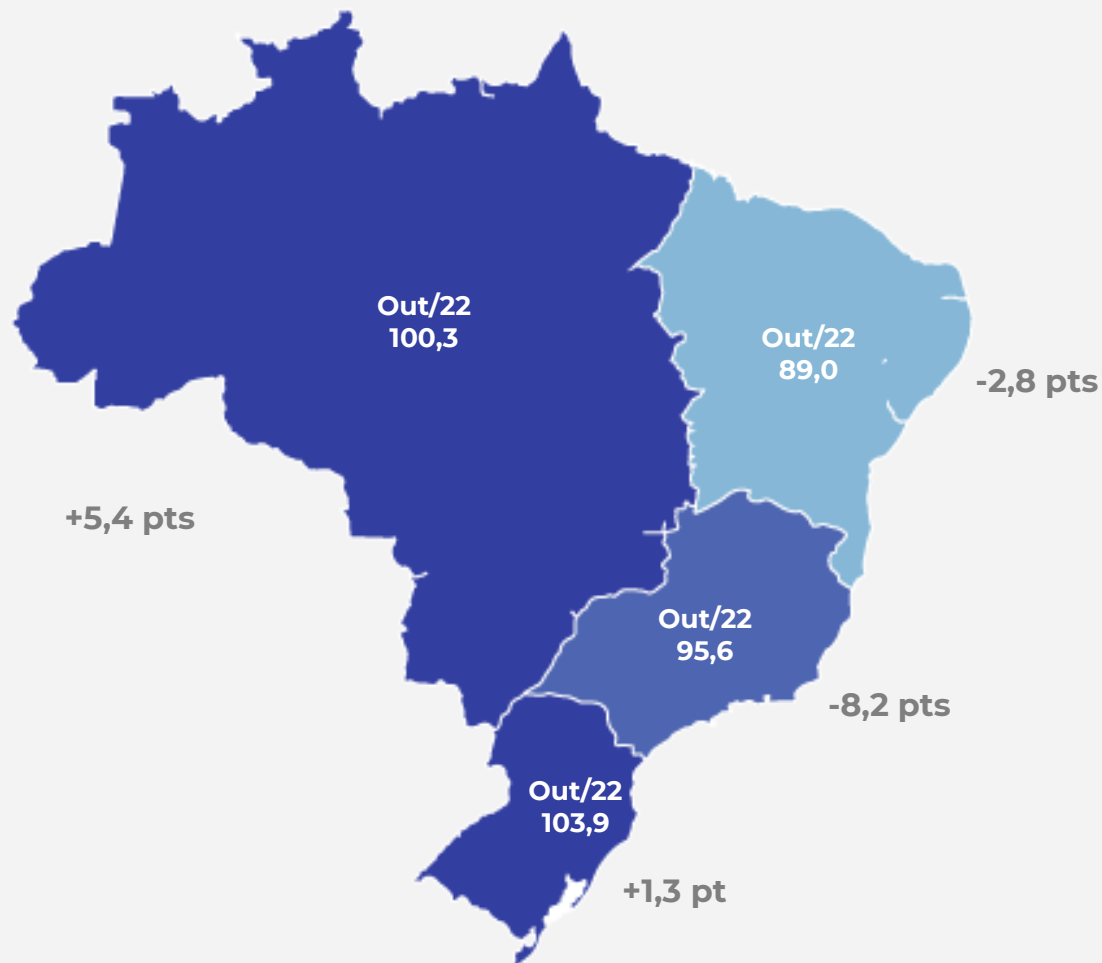 Out/22
100,3
Out/22
89,0
-2,8 pts
+5,4 pts
Out/22
95,6
-8,2 pts
Out/22
103,9
+1,3 pt